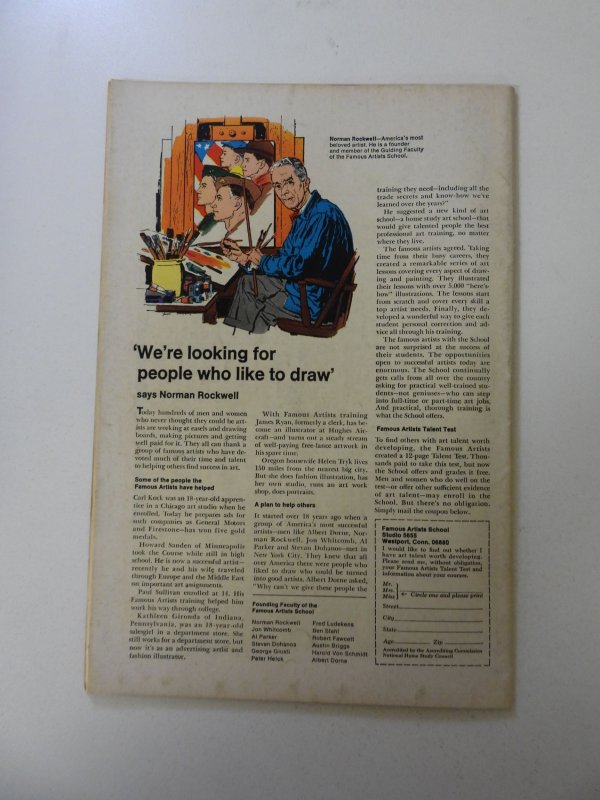 Norman Rockwell—America's most
beloved artist. He is a founder
and member of the Guiding Faculty
of the Famous Artists School.
'We're looking for
people who like to draw'
says Norman Rockwell
Today hundreds of men and women
who never thought they could be art-
ists are working at easels and drawing
boards, making pictures and getting
well paid for it. They all can thank a
group of famous artists who have de-
voted much of their time and talent
to helping others find success in art.
Some of the people the
Famous Artists have helped
Carl Kock was an 18-year-old appren-
tice in a Chicago art studio when he
enrolled. Today he prepares ads for
such companies as General Motors
and Firestone—has won five gold
medals.
Howard Sanden of Minneapolis
took the Course while still in high
school. He is now a successful artist—
recently he and his wife traveled
through Europe and the Middle East
on important art assignments.
Paul Sullivan enrolled at 14. His
Famous Artists training helped him
work his way through college.
Kathleen Gironda of Indiana,
Pennsylvania, was an 18-year-old
salesgirl in a department store. She
still works for a department store, but
now it's as an advertising artist and
fashion illustrator.
With Famous Artists training
James Ryan, formerly a clerk, has be-
come an illustrator at Hughes Air-
craft—and turns out a steady stream
of well-paying free-lance artwork in
his spare time.
Oregon housewife Helen Tryk lives
150 miles from the nearest big city.
But she does fashion illustration, has
her own studio, runs an art work
shop, does portraits.
A plan to help others
It started over 18 years ago when a
group of America's most successful
artists—men like Albert Dorne, Nor-
man Rockwell, Jon Whitcomb, Al
Parker and Stevan Dohanos—met in
New York City. They knew that all
over America there were people who
liked to draw who could be turned
into good artists. Albert Dorne asked,
"Why can't we give these people the
Founding Faculty of the
Famous Artists School
Norman Rockwell
Jon Whitcomb
Al Parker
Stevan Dohanos
George Giusti
Peter Helck
Fred Ludekens
Ben Stahl
Robert Fawcett
Austin Briggs
Harold Von Schmidt
Albert Dorne
training they need—including all the
trade secrets and know-how we've
learned over the years?"
He suggested a new kind of art
school—a home study art school—that
would give talented people the best
professional art training, no matter
where they live.
The famous artists agreed. Taking
time from their busy careers, they
created a remarkable series of art
lessons covering every aspect of draw-
ing and painting. They illustrated
their lessons with over 5,000 "here's
how" illustrations. The lessons start
from scratch and cover every skill a
top artist needs. Finally, they de-
veloped a wonderful way to give each
student personal correction and ad-
vice all through his training.
The famous artists with the School
are not surprised at the success of
their students. The opportunities
open to successful artists today are
enormous. The School continually
gets calls from all over the country
asking for practical well-trained stu-
dents—not geniuses—who can step
into full-time or part-time art jobs.
And practical, thorough training is
what the School offers.
Famous Artists Talent Test
To find others with art talent worth
developing, the Famous Artists
created a 12-page Talent Test. Thou-
sands paid to take this test, but now
the School offers and grades it free.
Men and women who do well on the
test—or offer other sufficient evidence
of art talent—may enroll in the
School. But there's no obligation.
Simply mail the coupon below.
Famous Artists School
Studio 5655
Westport, Conn. 06880
I would like to find out whether I
have art talent worth developing.
Please send me, without obligation,
your Famous Artists Talent Test and
information about your courses.
Mr.
Mrs.
Miss
Circle one and please print
Street
City
State
Age Zip
Accredited by the Accrediting Commission
National Home Study Council